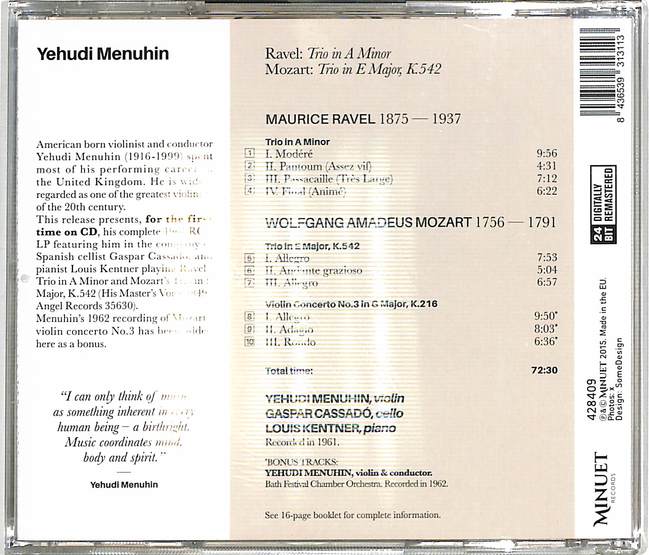 Yehudi Menuhin
American born violinist and conductor
Yehudi Menuhin (1916-1999) spent
most of his performing career
the United Kingdom. He is
regarded as one of the greatest violin
of the 20th century.
This release presents, for the first
time on CD, his complete
LP featuring him in the company
Spanish cellist Gaspar Cassadó, and
pianist Louis Kentner playing Ravel
Trio in A Minor and Mozart's Trio in
Major, K.542 (His Master's
Angel Records 35630).
Menuhin's 1962 recording of Mozart
violin concerto No.3 has been
here as a bonus.
“I can only think of music
as something inherent in every
human being – a birthright.
Music coordinates mind,
body and spirit.”
Yehudi Menuhin
Ravel: Trio in A Minor
Mozart: Trio in E Major, K.542
MAURICE RAVEL 1875 — 1937
Trio in A Minor
1 I. Modéré 9:56
2 II. Pantoum (Assez vif) 4:31
3 III. Passacaille (Très Large) 7:12
4 IV. Final (Animé) 6:22
WOLFGANG AMADEUS MOZART 1756 — 1791
Trio in E Major, K.542
5 I. Allegro 7:53
6 II. Andante grazioso 5:04
7 III. Allegro 6:57
Violin Concerto No.3 in G Major, K.216
8 I. Allegro 9:50*
9 II. Adagio 8:03*
10 III. Rondo 6:36*
Total time: 72:30
YEHUDI MENUHIN, violin
GASPAR CASSADÓ, cello
LOUIS KENTNER, piano
Recorded in 1961.
*BONUS TRACKS:
YEHUDI MENUHIN, violin & conductor.
Bath Festival Chamber Orchestra. Recorded in 1962.
See 16-page booklet for complete information.
8 436539 313113
24 BIT DIGITALLY REMASTERED
428409
℗&© MINUET 2015. Made in the EU.
Photos: x.
Design: SomeDesign
MINUET
RECORDS